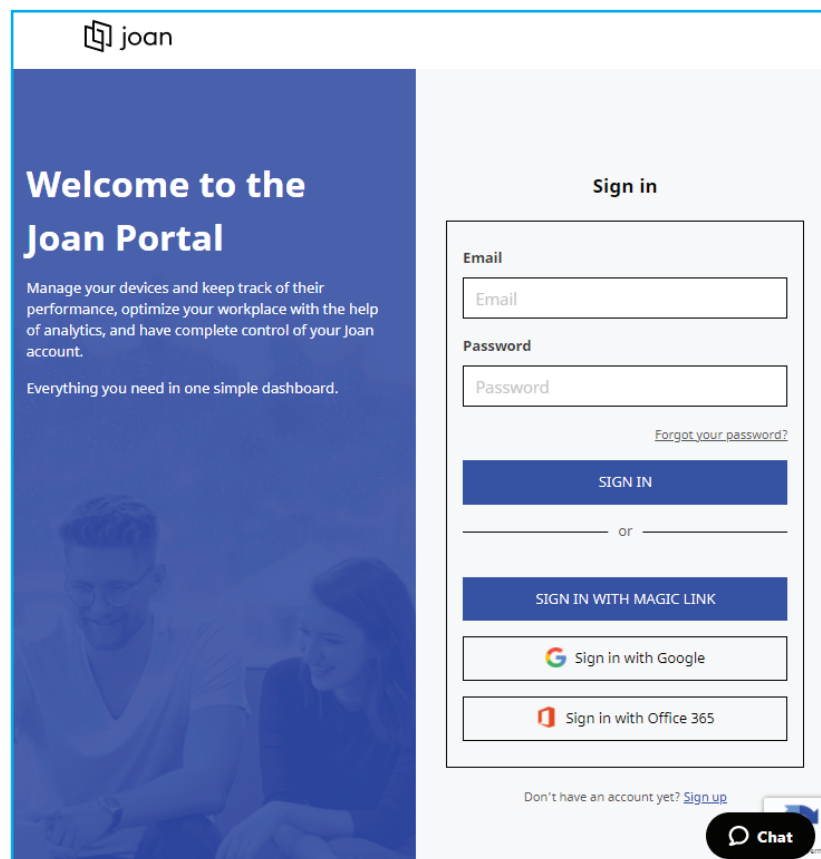 joan
Welcome to the
Joan Portal
Manage your devices and keep track of their
performance, optimize your workplace with the help
of analytics, and have complete control of your Joan
account.
Everything you need in one simple dashboard.
Sign in
Email
Email
Password
Password
Forgot your password?
SIGN IN
or
SIGN IN WITH MAGIC LINK
Sign in with Google
Sign in with Office 365
Don't have an account yet? Sign up
Chat